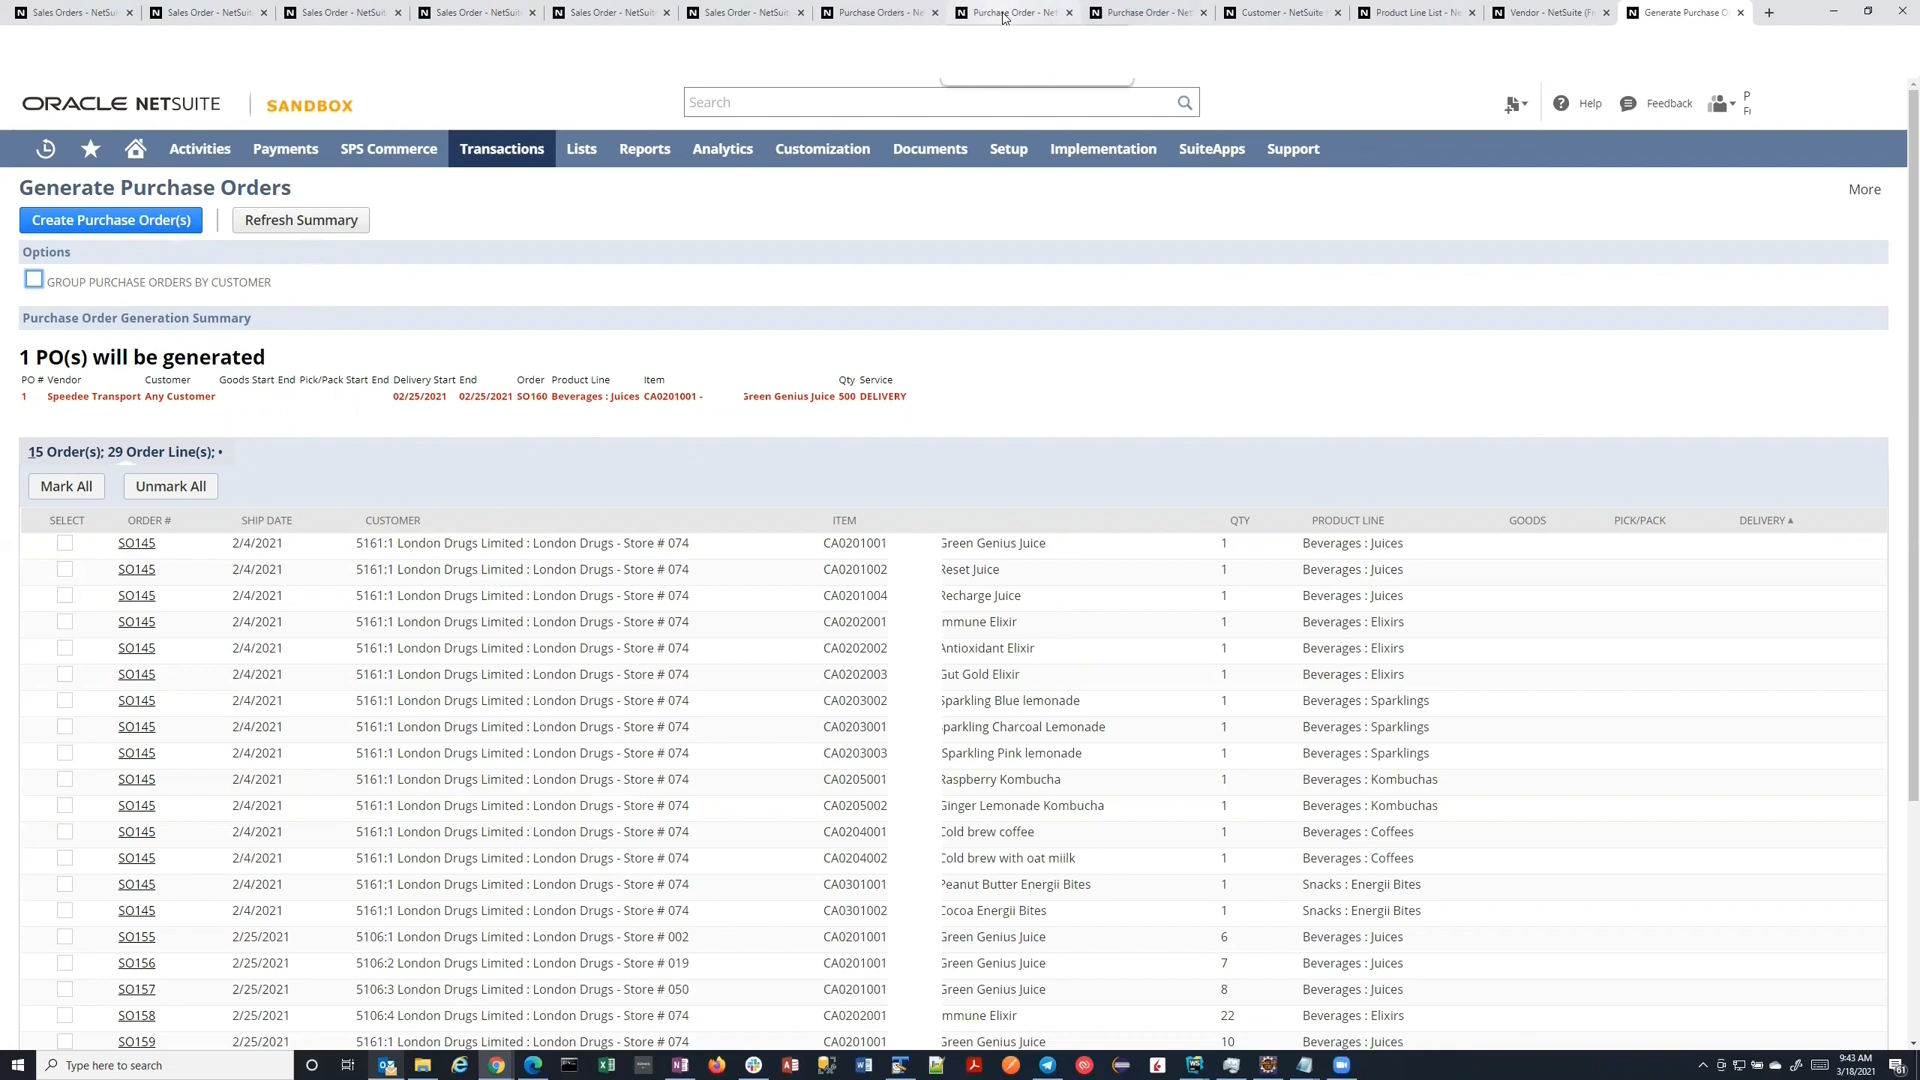 Sales Orders - NetSui
Sales Order - NetSuit
Sales Order - NetSuit
Sales Order - NetSuit
Sales Order - NetSuit
Sales Order - NetSuit
Purchase Orders - Ne
Purchase Order - Net
Purchase Order - Net
Customer - NetSuite
Product Line List - Ne
Vendor - NetSuite (Fr
Generate Purchase O
ORACLE NETSUITE SANDBOX
Search
Help
Feedback
P
Activities Payments SPS Commerce Transactions Lists Reports Analytics Customization Documents Setup Implementation SuiteApps Support
Generate Purchase Orders
More
Create Purchase Order(s) Refresh Summary
Options
GROUP PURCHASE ORDERS BY CUSTOMER
Purchase Order Generation Summary
1 PO(s) will be generated
PO # Vendor Customer Goods Start End Pick/Pack Start End Delivery Start End Order Product Line Item Qty Service
1 Speedee Transport Any Customer 02/25/2021 02/25/2021 SO160 Beverages : Juices CA0201001 - Green Genius Juice 500 DELIVERY
15 Order(s); 29 Order Line(s); •
Mark All Unmark All
SELECT ORDER # SHIP DATE CUSTOMER ITEM QTY PRODUCT LINE GOODS PICK/PACK DELIVERY ▲
SO145 2/4/2021 5161:1 London Drugs Limited : London Drugs - Store # 074 CA0201001 Green Genius Juice 1 Beverages : Juices
SO145 2/4/2021 5161:1 London Drugs Limited : London Drugs - Store # 074 CA0201002 Reset Juice 1 Beverages : Juices
SO145 2/4/2021 5161:1 London Drugs Limited : London Drugs - Store # 074 CA0201004 Recharge Juice 1 Beverages : Juices
SO145 2/4/2021 5161:1 London Drugs Limited : London Drugs - Store # 074 CA0202001 mmune Elixir 1 Beverages : Elixirs
SO145 2/4/2021 5161:1 London Drugs Limited : London Drugs - Store # 074 CA0202002 Antioxidant Elixir 1 Beverages : Elixirs
SO145 2/4/2021 5161:1 London Drugs Limited : London Drugs - Store # 074 CA0202003 Gut Gold Elixir 1 Beverages : Elixirs
SO145 2/4/2021 5161:1 London Drugs Limited : London Drugs - Store # 074 CA0203002 Sparkling Blue lemonade 1 Beverages : Sparklings
SO145 2/4/2021 5161:1 London Drugs Limited : London Drugs - Store # 074 CA0203001 parkling Charcoal Lemonade 1 Beverages : Sparklings
SO145 2/4/2021 5161:1 London Drugs Limited : London Drugs - Store # 074 CA0203003 Sparkling Pink lemonade 1 Beverages : Sparklings
SO145 2/4/2021 5161:1 London Drugs Limited : London Drugs - Store # 074 CA0205001 Raspberry Kombucha 1 Beverages : Kombuchas
SO145 2/4/2021 5161:1 London Drugs Limited : London Drugs - Store # 074 CA0205002 Ginger Lemonade Kombucha 1 Beverages : Kombuchas
SO145 2/4/2021 5161:1 London Drugs Limited : London Drugs - Store # 074 CA0204001 Cold brew coffee 1 Beverages : Coffees
SO145 2/4/2021 5161:1 London Drugs Limited : London Drugs - Store # 074 CA0204002 Cold brew with oat miilk 1 Beverages : Coffees
SO145 2/4/2021 5161:1 London Drugs Limited : London Drugs - Store # 074 CA0301001 Peanut Butter Energii Bites 1 Snacks : Energii Bites
SO145 2/4/2021 5161:1 London Drugs Limited : London Drugs - Store # 074 CA0301002 Cocoa Energii Bites 1 Snacks : Energii Bites
SO155 2/25/2021 5106:1 London Drugs Limited : London Drugs - Store # 002 CA0201001 Green Genius Juice 6 Beverages : Juices
SO156 2/25/2021 5106:2 London Drugs Limited : London Drugs - Store # 019 CA0201001 Green Genius Juice 7 Beverages : Juices
SO157 2/25/2021 5106:3 London Drugs Limited : London Drugs - Store # 050 CA0201001 Green Genius Juice 8 Beverages : Juices
SO158 2/25/2021 5106:4 London Drugs Limited : London Drugs - Store # 074 CA0202001 mmune Elixir 22 Beverages : Elixirs
SO159 2/25/2021 5161:1 London Drugs Limited : London Drugs - Store # 074 CA0201001 Green Genius Juice 10 Beverages : Juices
Type here to search
9:43 AM
3/18/2021